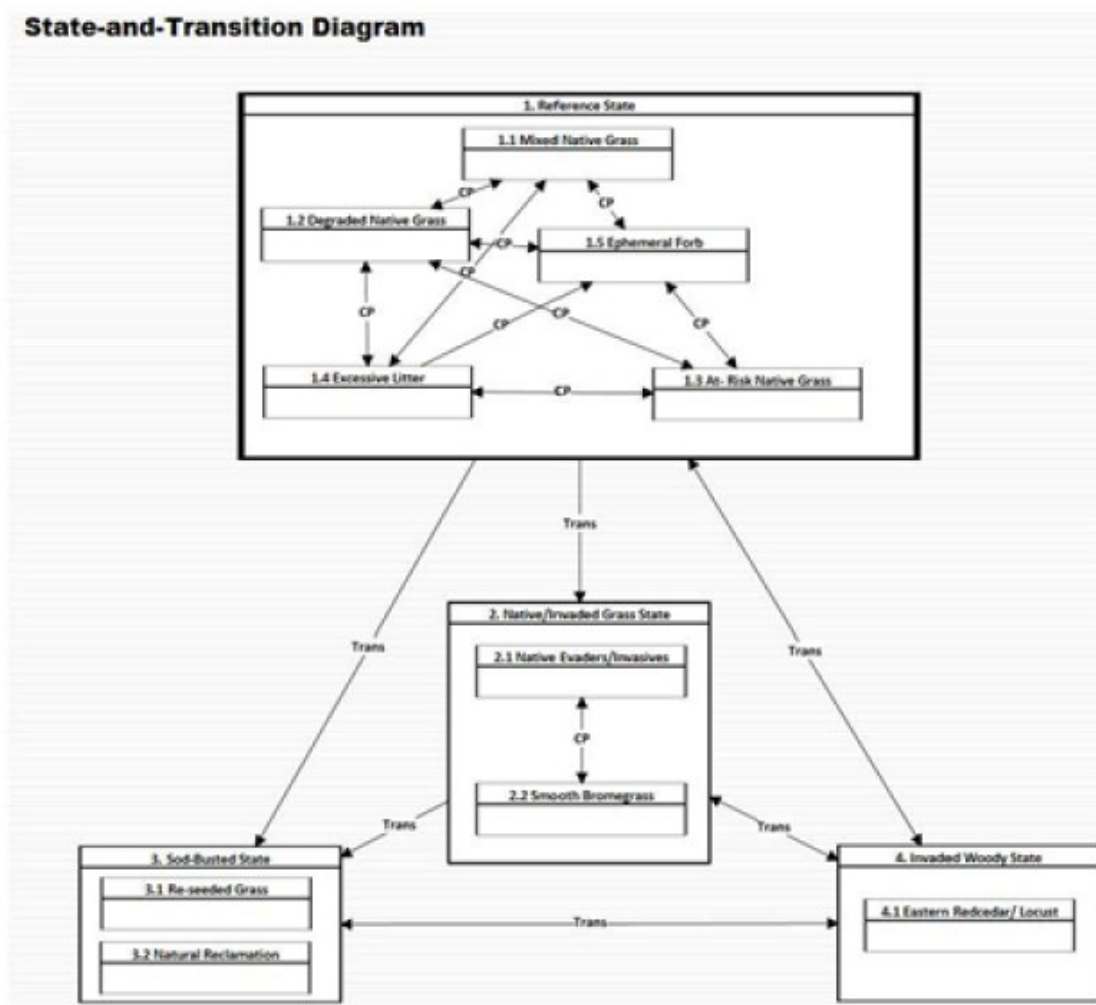 State-and-Transition Diagram
1. Reference State
1.1 Mixed Native Grass
CP
CP
1.2 Degraded Native Grass
CP
1.5 Ephemeral Forb
CP
CP
CP
CP
CP
1.4 Excessive Litter
1.3 At- Risk Native Grass
CP
Trans
Trans
Trans
2. Native/Invaded Grass State
2.1 Native Evaders/Invasives
CP
2.2 Smooth Bromegrass
Trans
Trans
3. Sod-Busted State
3.1 Re-seeded Grass
3.2 Natural Reclamation
Trans
4. Invaded Woody State
4.1 Eastern Redcedar/ Locust